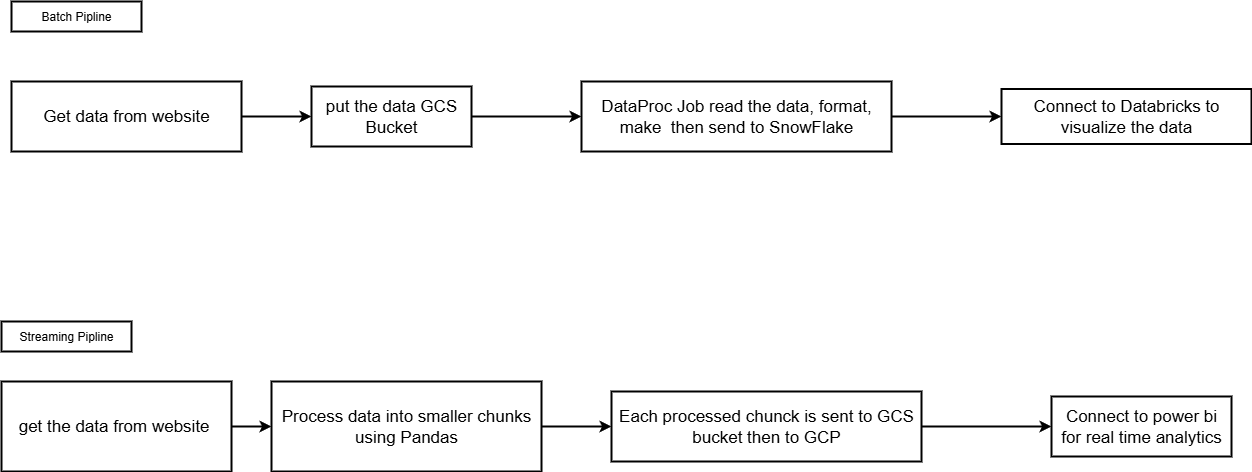 Batch Pipline
Get data from website
put the data GCS
Bucket
DataProc Job read the data, format,
make  then send to SnowFlake
Connect to Databricks to
visualize the data
Streaming Pipline
get the data from website
Process data into smaller chunks
using Pandas
Each processed chunck is sent to GCS
bucket then to GCP
Connect to power bi
for real time analytics